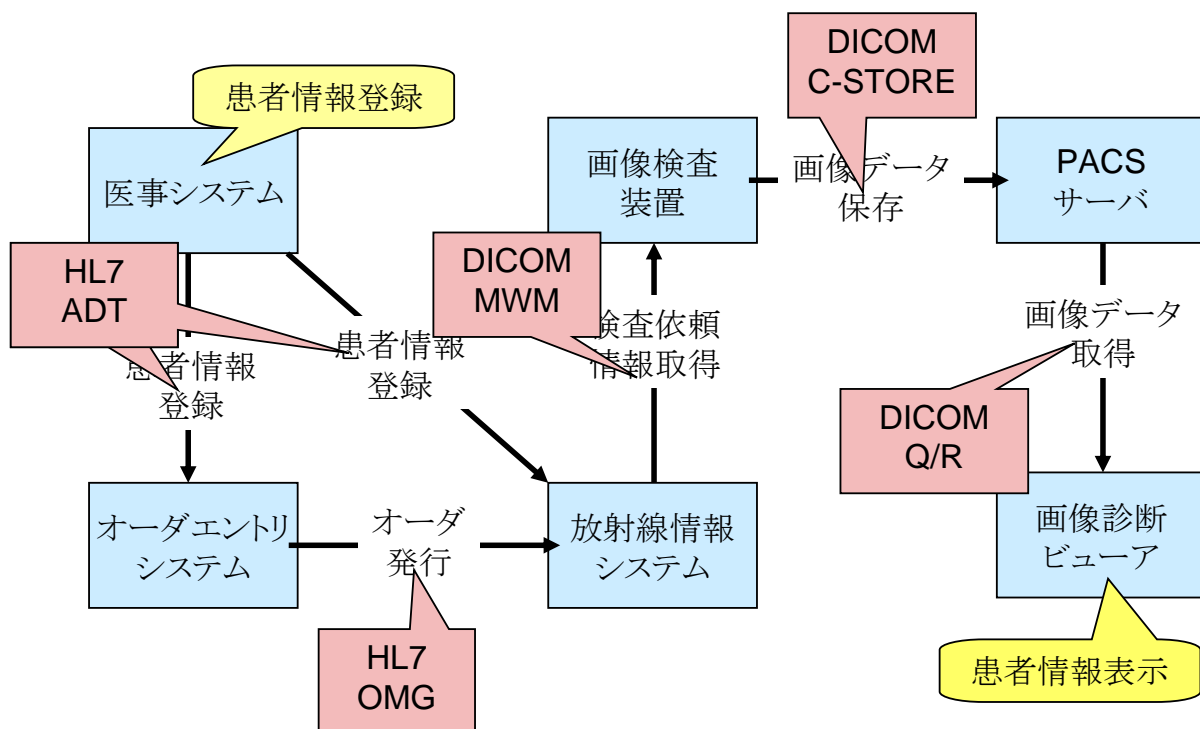 DICOM
C-STORE
患者情報登録
医事システム
画像検査
装置
画像データ
保存
PACS
サーバ
HL7
ADT
DICOM
MWM
患者情報
登録
患者情報
登録
検査依頼
情報取得
画像データ
取得
DICOM
Q/R
オーダエントリ
システム
オーダ
発行
放射線情報
システム
画像診断
ビューア
HL7
OMG
患者情報表示